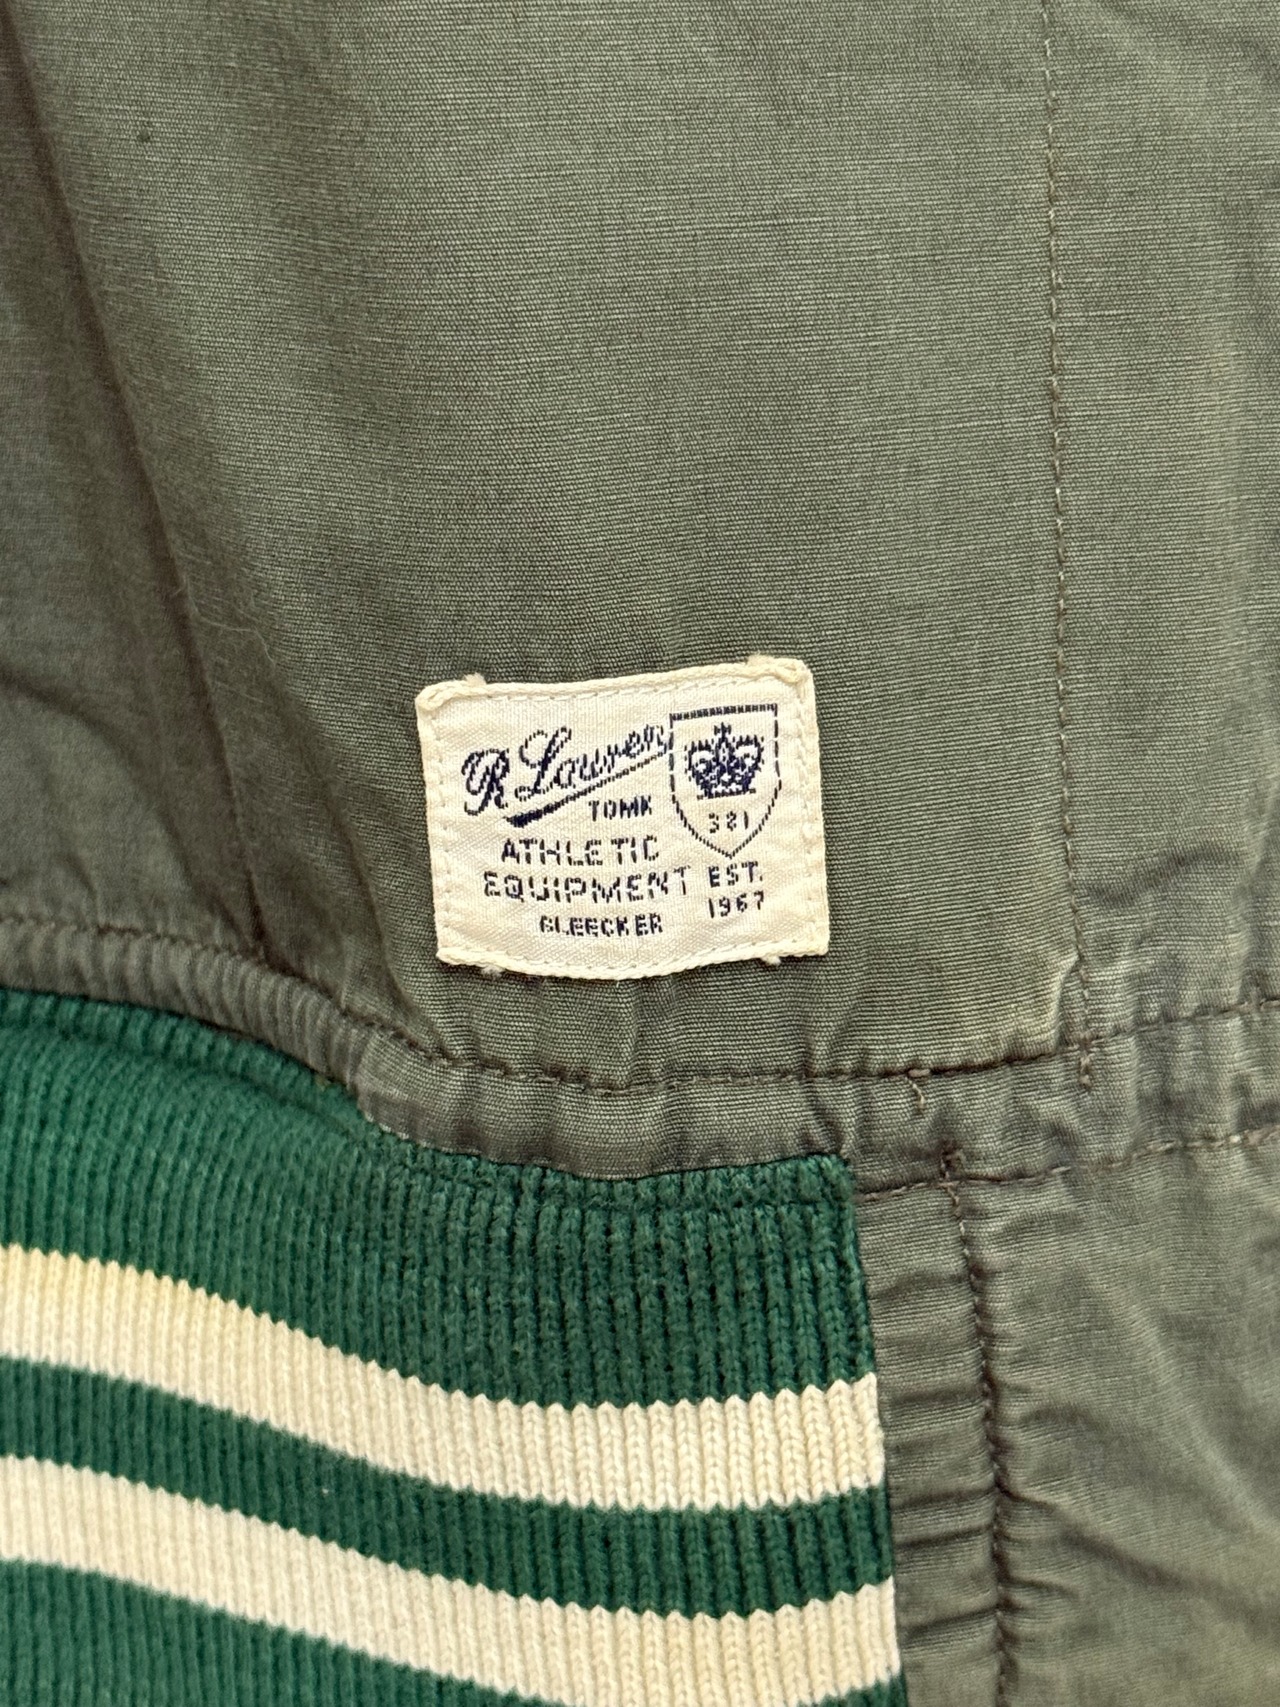 R Lauren
TOMK
ATHLETIC
EQUIPMENT
BLEECKER
381
EST.
1967